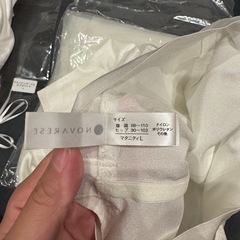 NOVARESE
サイズ
腹囲 88~110
ヒップ 90~103
マタニティL
ナイロン
ポリウレタン
その他